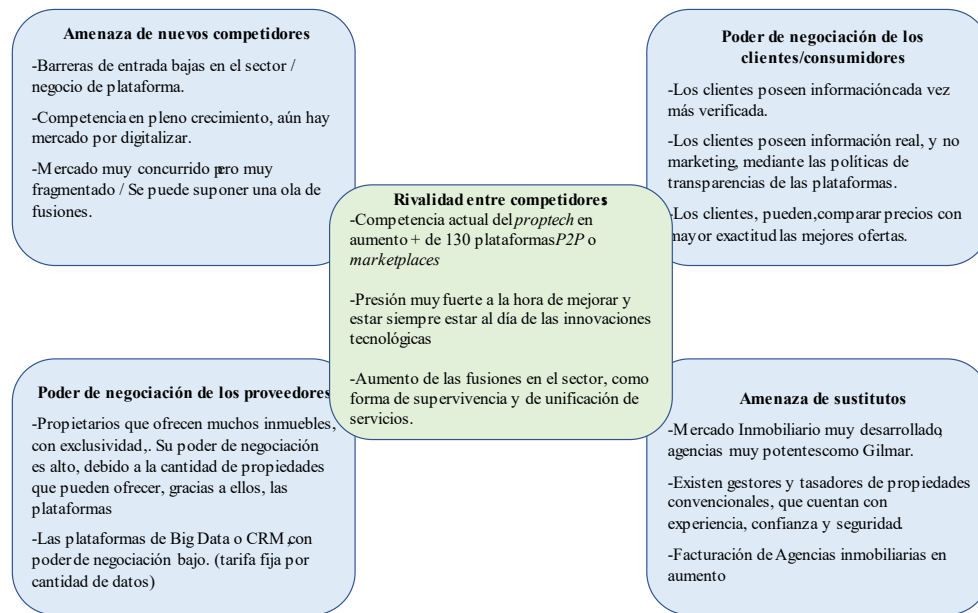 Amenaza de nuevos competidores
-Barreras de entrada bajas en el sector /
negocio de plataforma.
-Competencia en pleno crecimiento, aún hay
mercado por digitalizar.
-Mercado muy concurrido pero muy
fragmentado / Se puede suponer una ola de
fusiones.
Poder de negociación de los
clientes/consumidores
-Los clientes poseen información cada vez
más verificada.
-Los clientes poseen información real, y no
marketing, mediante las políticas de
transparencias de las plataformas.
-Los clientes, pueden, comparar precios con
mayor exactitud las mejores ofertas.
Rivalidad entre competidores
-Competencia actual del proptech en
aumento + de 130 plataformas P2P o
marketplaces
-Presión muy fuerte a la hora de mejorar y
estar siempre estar al día de las innovaciones
tecnológicas
-Aumento de las fusiones en el sector, como
forma de supervivencia y de unificación de
servicios.
Poder de negociación de los proveedores
-Propietarios que ofrecen muchos inmuebles,
con exclusividad,. Su poder de negociación
es alto, debido a la cantidad de propiedades
que pueden ofrecer, gracias a ellos, las
plataformas
-Las plataformas de Big Data o CRM, con
poder de negociación bajo. (tarifa fija por
cantidad de datos)
Amenaza de sustitutos
-Mercado Inmobiliario muy desarrollado,
agencias muy potentes como Gilmar.
-Existen gestores y tasadores de propiedades
convencionales, que cuentan con
experiencia, confianza y seguridad.
-Facturación de Agencias inmobiliarias en
aumento